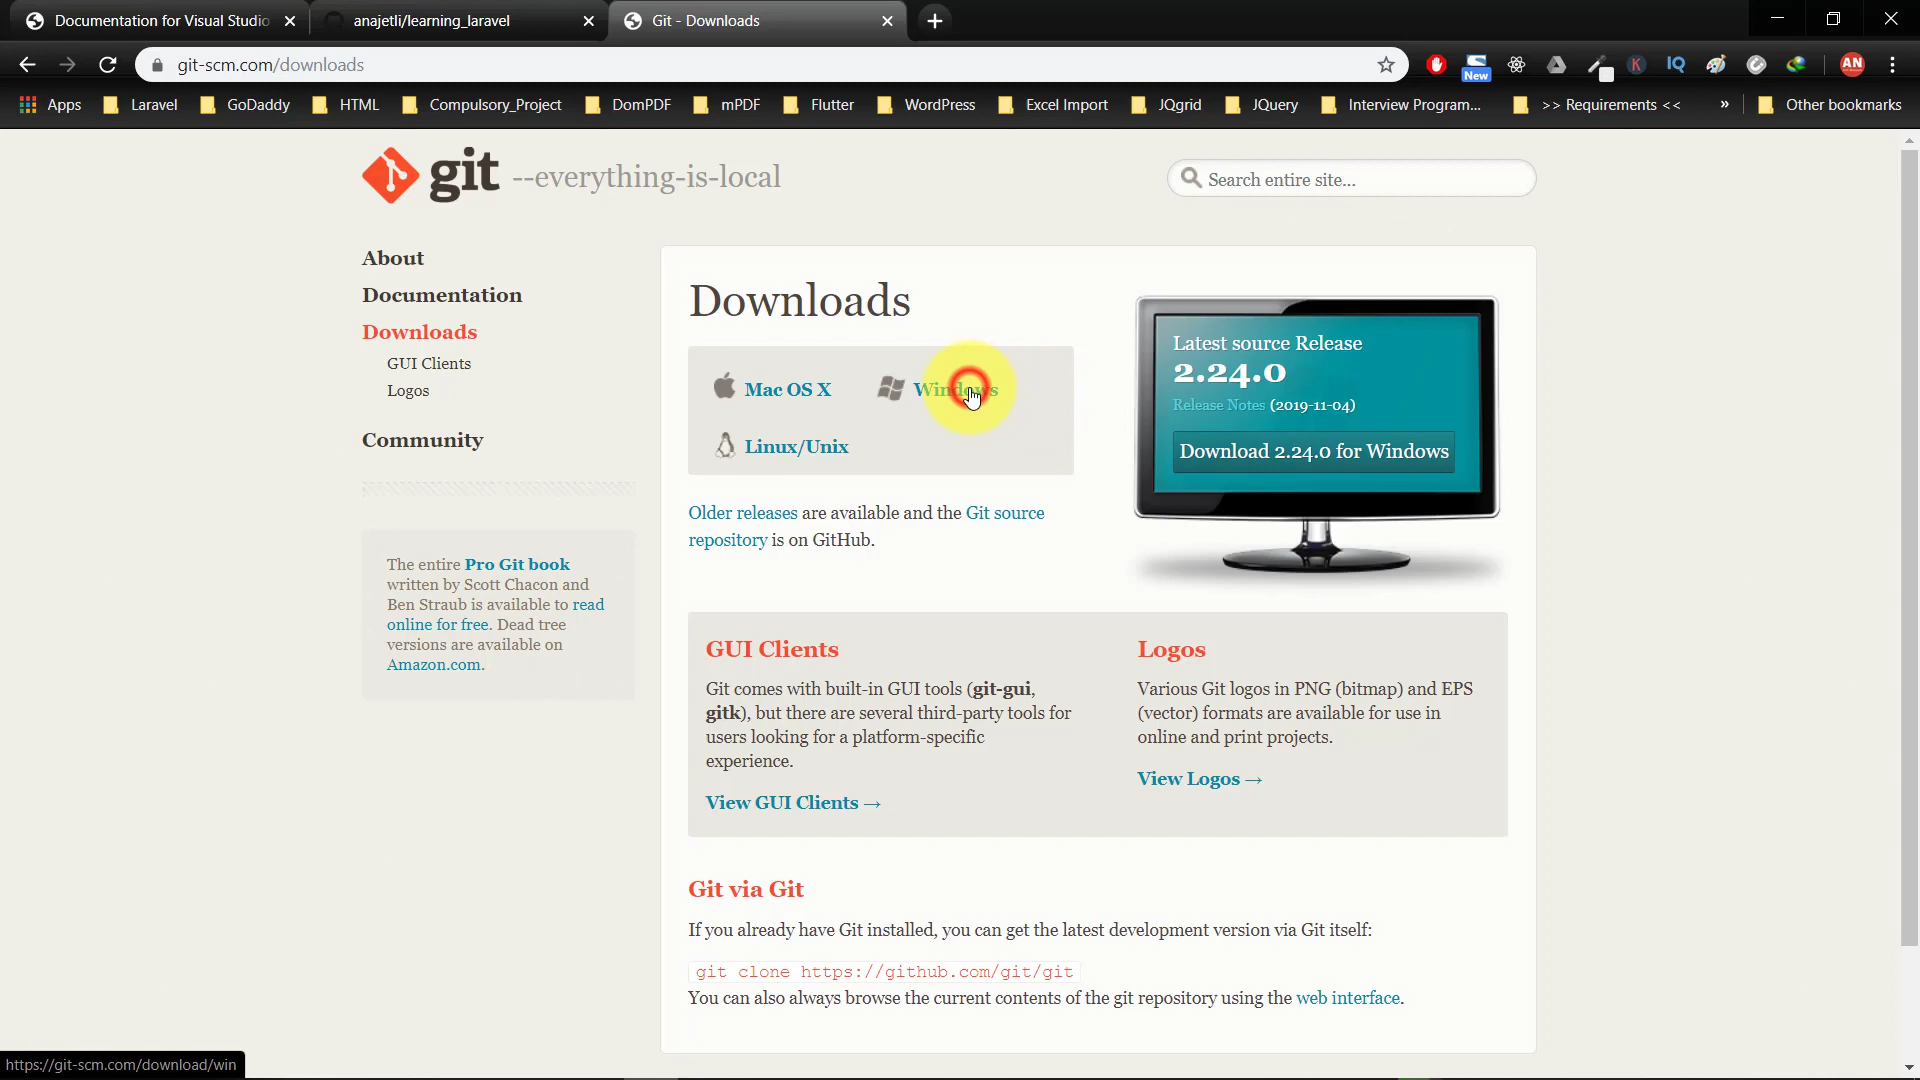 Documentation for Visual Studio
anajetli/learning_laravel
Git - Downloads
git-scm.com/downloads
New
K
IQ
AN
Apps
Laravel
GoDaddy
HTML
Compulsory_Project
DomPDF
mPDF
Flutter
WordPress
Excel Import
JQgrid
JQuery
Interview Program...
>> Requirements <<
»
Other bookmarks
git --everything-is-local
Search entire site...
About
Documentation
Downloads
GUI Clients
Logos
Community
The entire Pro Git book
written by Scott Chacon and
Ben Straub is available to read
online for free. Dead tree
versions are available on
Amazon.com.
Downloads
Mac OS X
Windows
Linux/Unix
Older releases are available and the Git source
repository is on GitHub.
Latest source Release
2.24.0
Release Notes (2019-11-04)
Download 2.24.0 for Windows
GUI Clients
Git comes with built-in GUI tools (git-gui,
gitk), but there are several third-party tools for
users looking for a platform-specific
experience.
View GUI Clients →
Logos
Various Git logos in PNG (bitmap) and EPS
(vector) formats are available for use in
online and print projects.
View Logos →
Git via Git
If you already have Git installed, you can get the latest development version via Git itself:
git clone https://github.com/git/git
You can also always browse the current contents of the git repository using the web interface.
https://git-scm.com/download/win